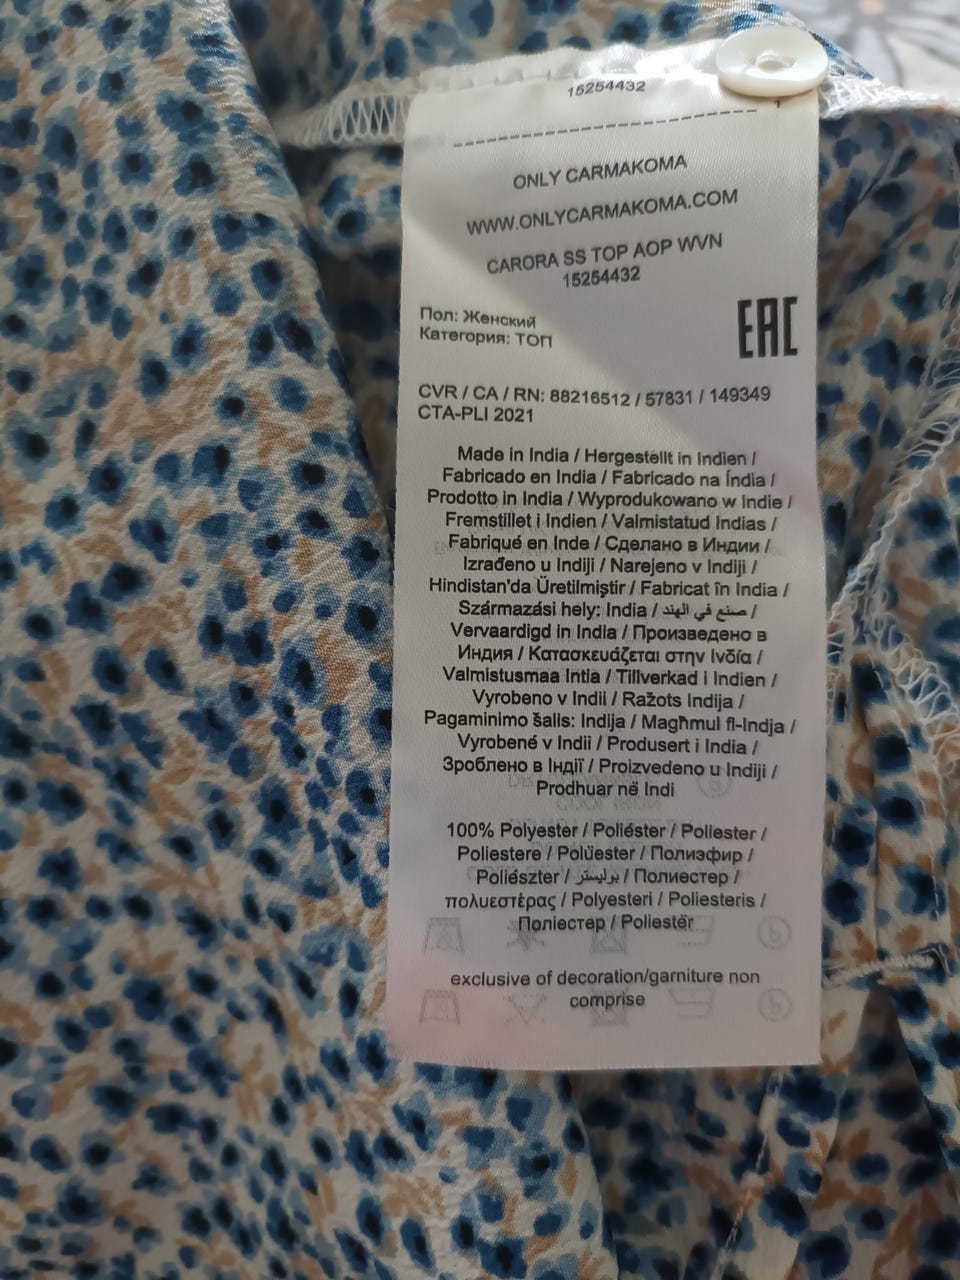 15254432
1
ONLY CARMAKOMA
WWW.ONLYCARMAKOMA.COM
CARORA SS TOP AOP WVN
15254432
Пол: Женский
Категория: ТОП
EAC
CVR / CA / RN: 88216512 / 57831 / 149349
CTA-PLI 2021
Made in India / Hergestellt in Indien /
Fabricado en India / Fabricado na Índia /
Prodotto in India / Wyprodukowano w Indie /
Fremstillet i Indien / Valmistatud Indias /
Fabriqué en Inde / Сделано в Индии /
Izrađeno u Indiji / Narejeno v Indiji /
Hindistan'da Üretilmiştir / Fabricat în India /
Származási hely: India / صنع في الهند /
Vervaardigd in India / Произведено в
Индия / Κατασκευάζεται στην Ινδία /
Valmistusmaa Intia / Tillverkad i Indien /
Vyrobeno v Indii / Ražots Indija /
Pagaminimo šalis: Indija / Magħmul fl-Indja /
Vyrobené v Indii / Produsert i India /
Зроблено в Індії / Proizvedeno u Indiji /
Prodhuar në Indi
100% Polyester / Poliéster / Poliester /
Poliestere / Polüester / Полиэфир /
Poliészter / بوليستر / Полиестер /
πολυεστέρας / Polyesteri / Poliesteris /
Поліестер / Poliestër
exclusive of decoration/garniture non
comprise